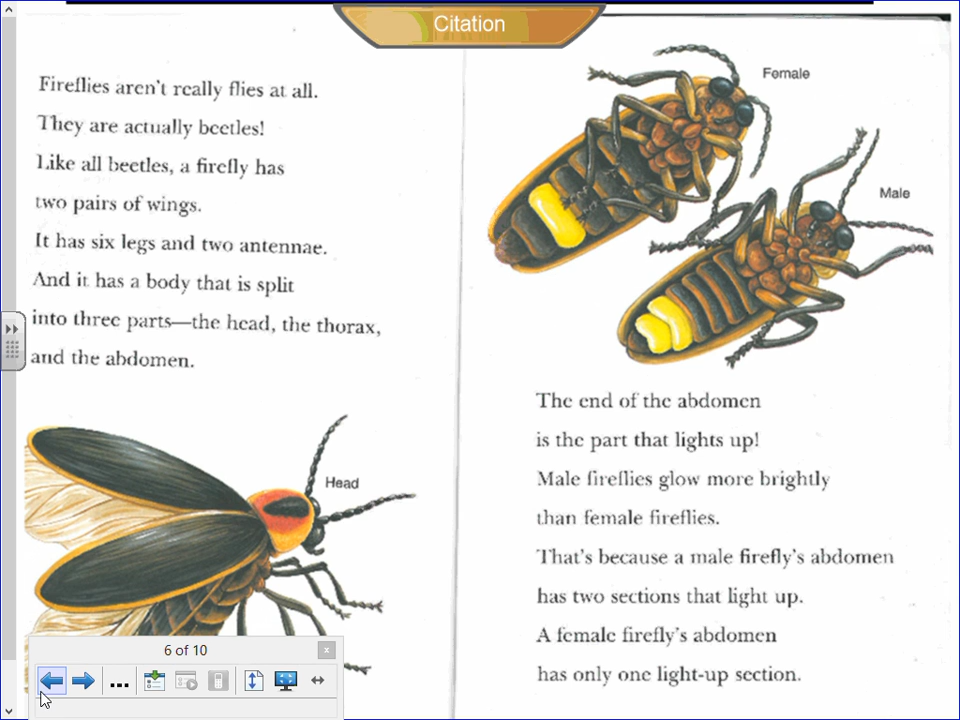 Citation
Fireflies aren't really flies at all.
They are actually beetles!
Like all beetles, a firefly has
two pairs of wings.
It has six legs and two antennae.
And it has a body that is split
into three parts—the head, the thorax,
and the abdomen.
Head
Female
Male
The end of the abdomen
is the part that lights up!
Male fireflies glow more brightly
than female fireflies.
That's because a male firefly's abdomen
has two sections that light up.
A female firefly's abdomen
has only one light-up section.
6 of 10